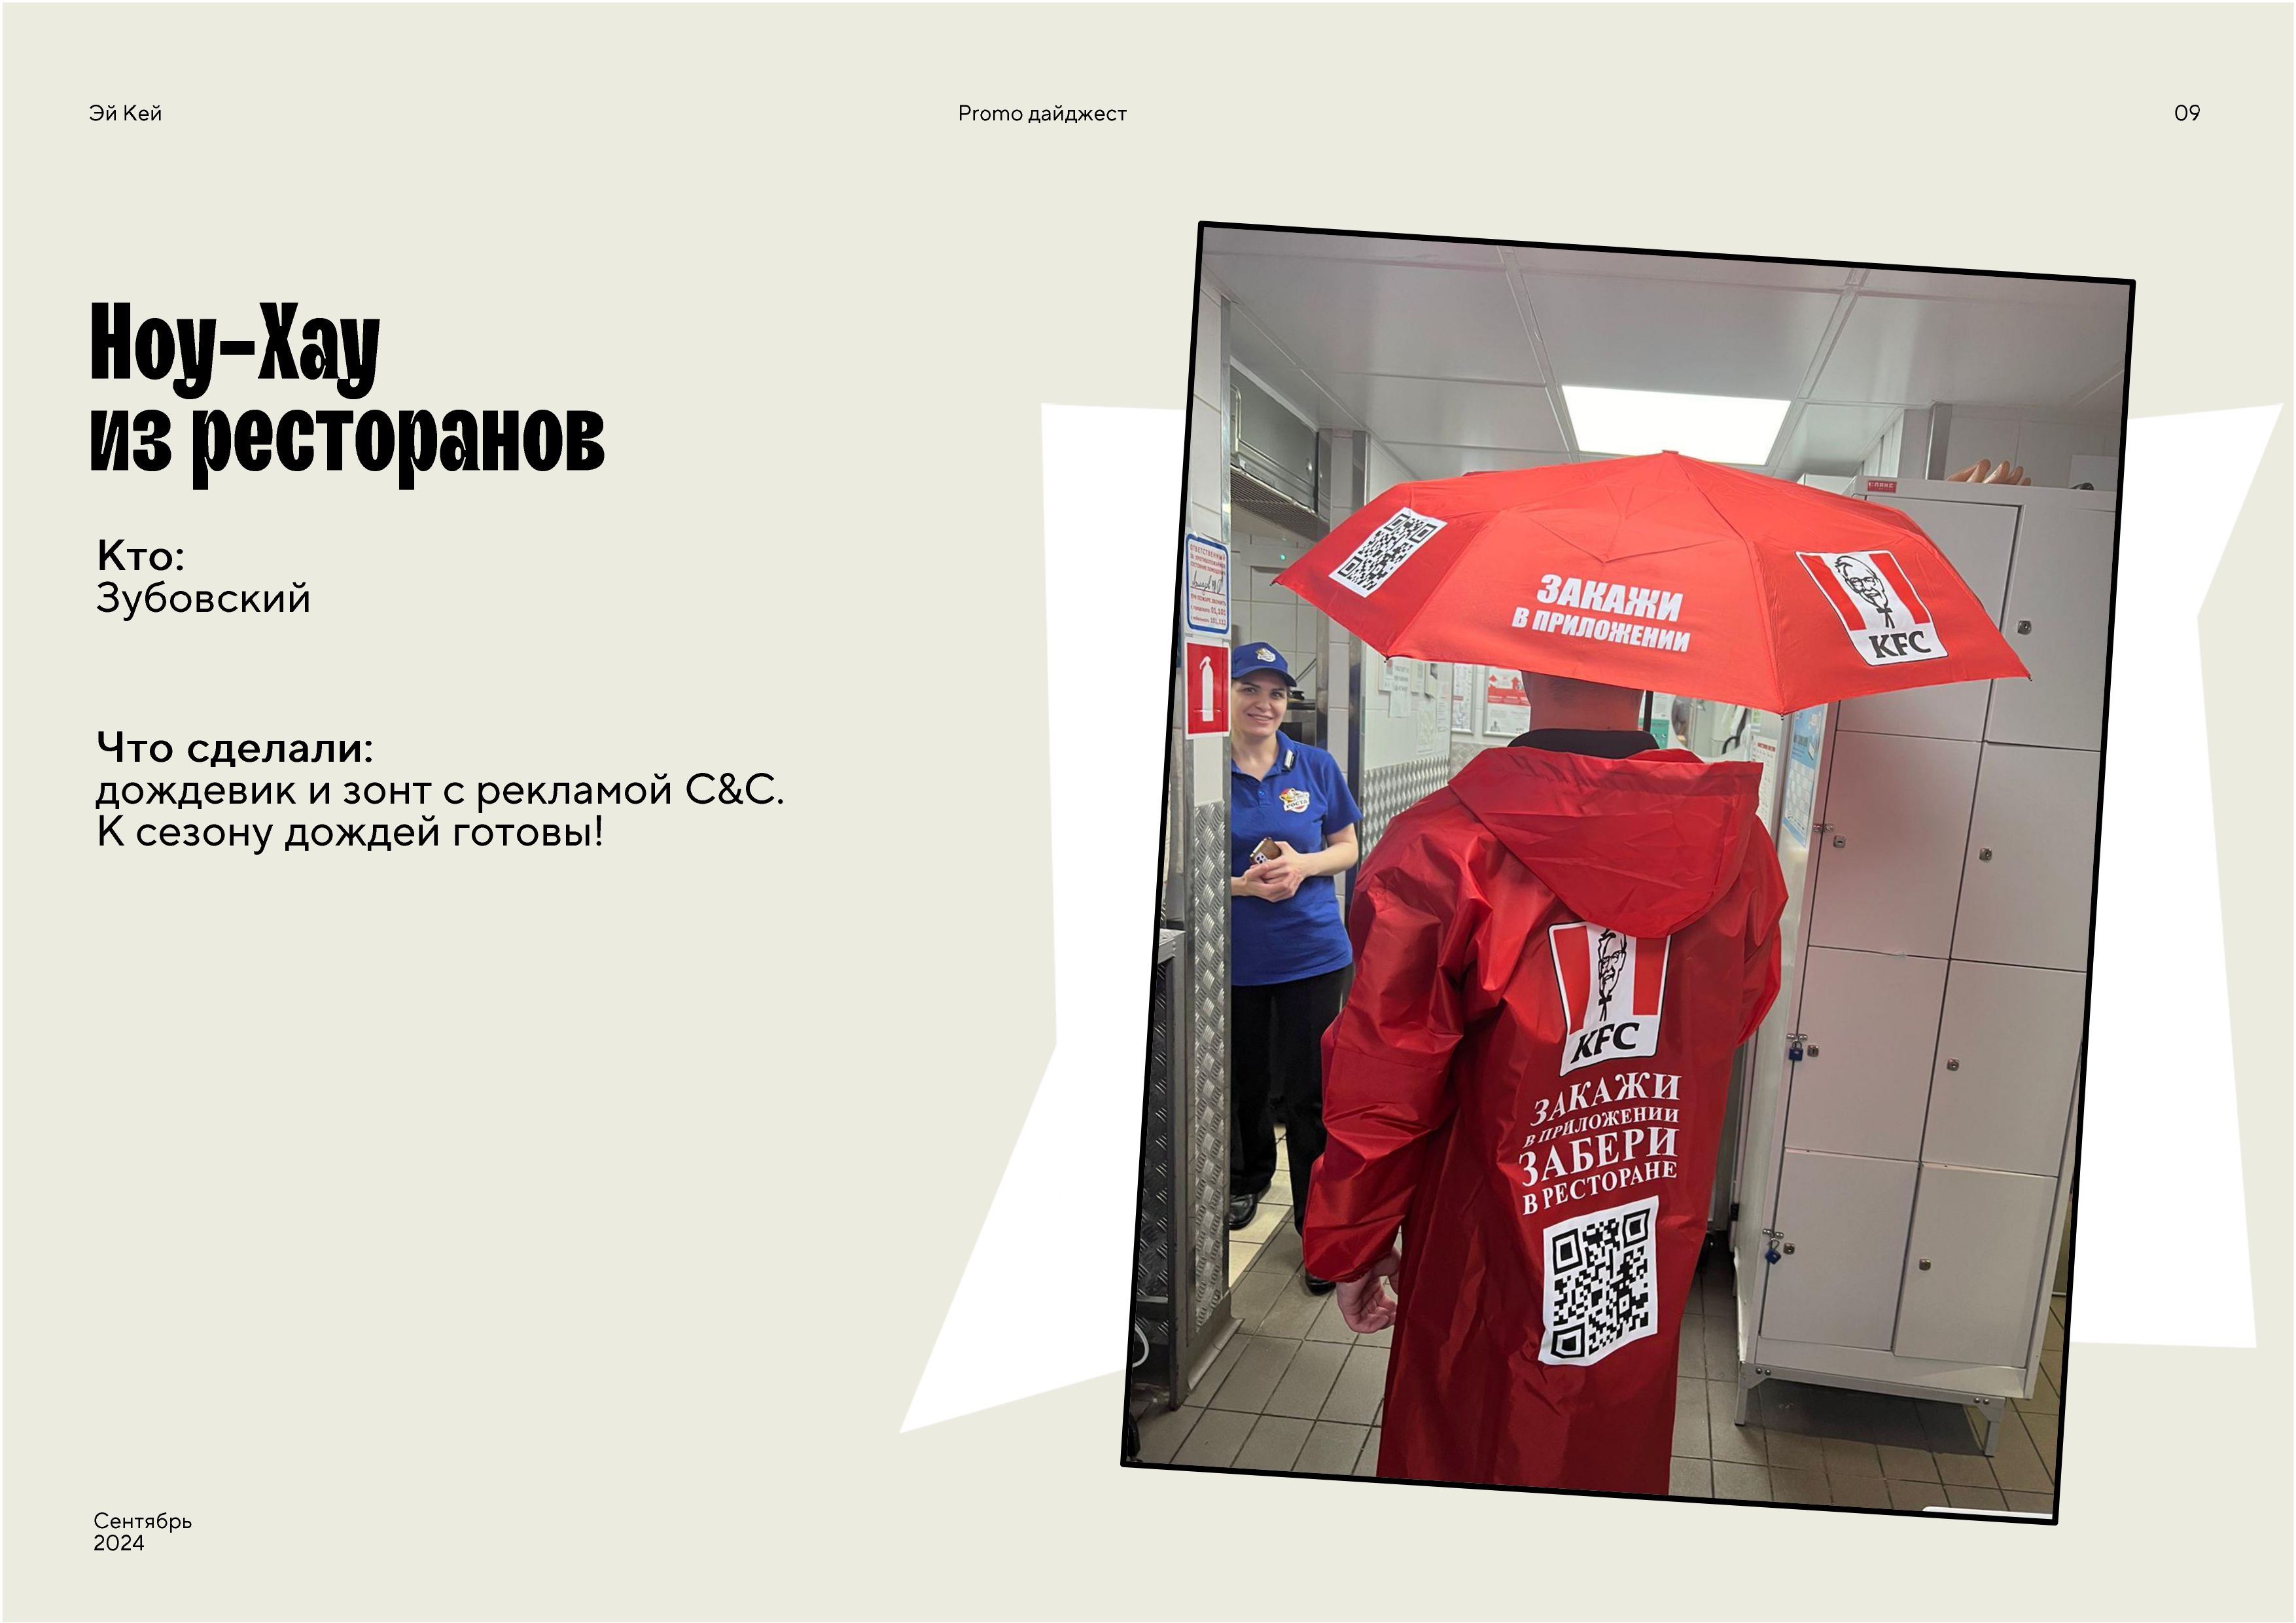 Эй Кей
Promo дайджест
09
Ноу-Хау
из ресторанов
Кто:
Зубовский
Что сделали:
дождевик и зонт с рекламой C&C.
К сезону дождей готовы!
ЗАКАЖИ
В ПРИЛОЖЕНИИ
KFC
KFC
ЗАКАЖИ
В ПРИЛОЖЕНИИ
ЗАБЕРИ
В РЕСТОРАНЕ
ОТВЕТСТВЕННЫЙ
Сентябрь
2024